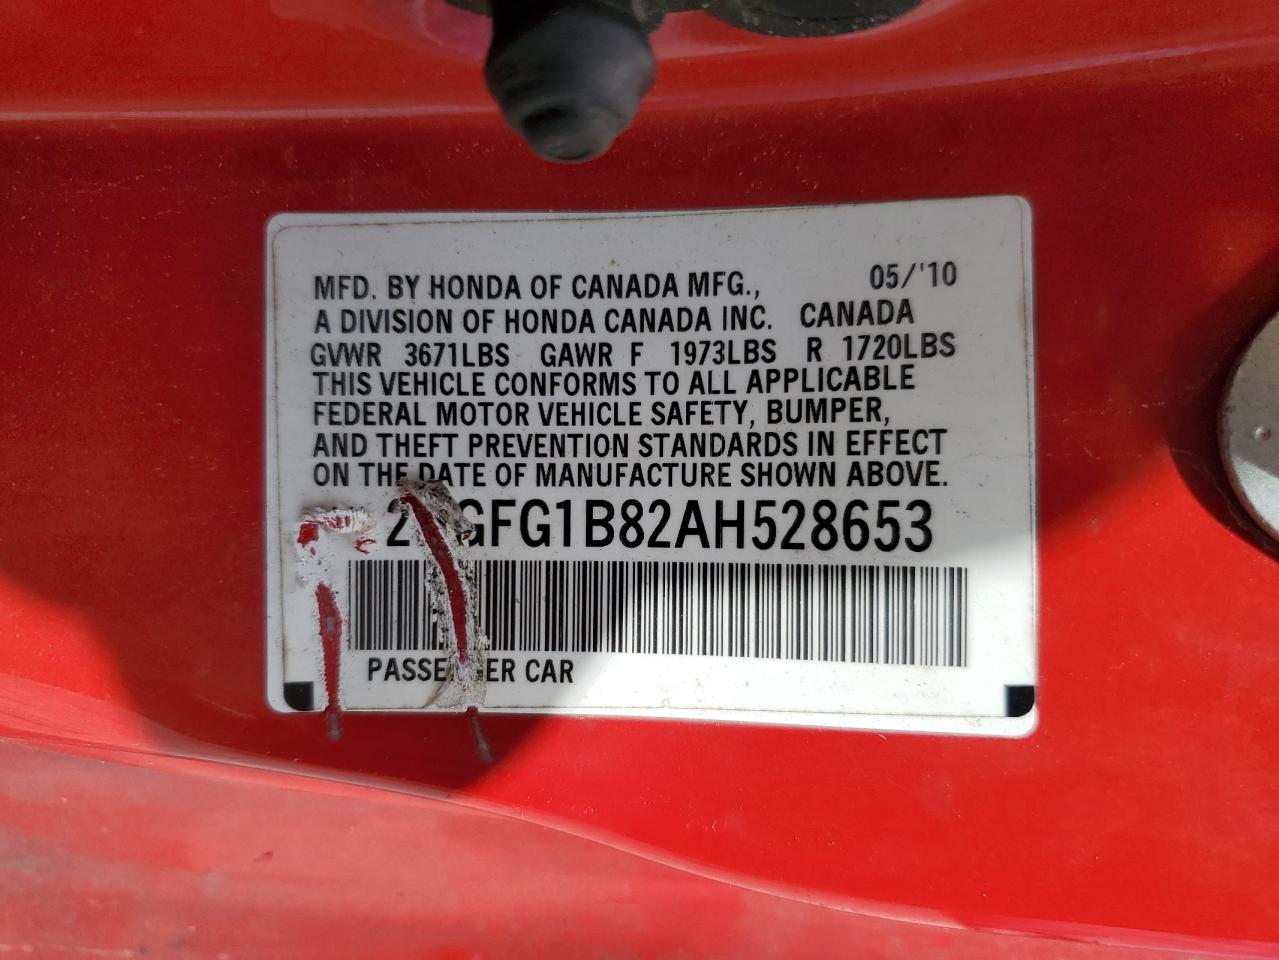 MFD. BY HONDA OF CANADA MFG., 05/'10
A DIVISION OF HONDA CANADA INC. CANADA
GVWR 3671LBS GAWR F 1973LBS R 1720LBS
THIS VEHICLE CONFORMS TO ALL APPLICABLE
FEDERAL MOTOR VEHICLE SAFETY, BUMPER,
AND THEFT PREVENTION STANDARDS IN EFFECT
ON THE DATE OF MANUFACTURE SHOWN ABOVE.
PASSENGER CAR